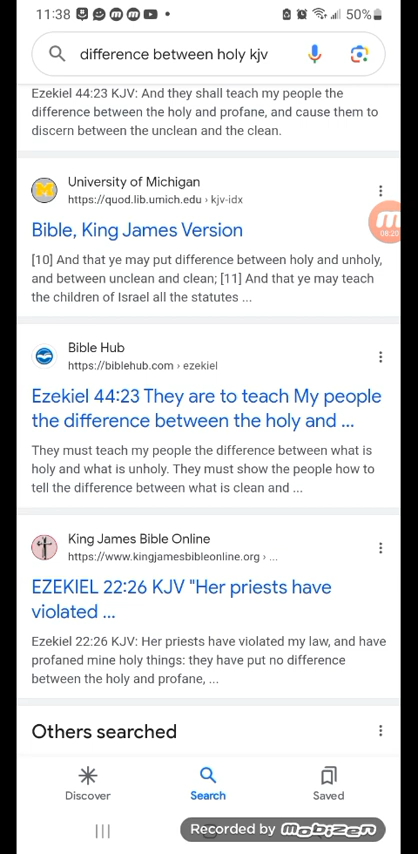 11:38
50%
difference between holy kjv
Ezekiel 44:23 KJV: And they shall teach my people the
difference between the holy and profane, and cause them to
discern between the unclean and the clean.
University of Michigan
https://quod.lib.umich.edu › kjv-idx
08:20
Bible, King James Version
[10] And that ye may put difference between holy and unholy,
and between unclean and clean; [11] And that ye may teach
the children of Israel all the statutes ...
Bible Hub
https://biblehub.com › ezekiel
Ezekiel 44:23 They are to teach My people
the difference between the holy and ...
They must teach my people the difference between what is
holy and what is unholy. They must show the people how to
tell the difference between what is clean and ...
King James Bible Online
https://www.kingjamesbibleonline.org › ...
EZEKIEL 22:26 KJV "Her priests have
violated ...
Ezekiel 22:26 KJV: Her priests have violated my law, and have
profaned mine holy things: they have put no difference
between the holy and profane, ...
Others searched
Discover
Search
Saved
Recorded by mobizen